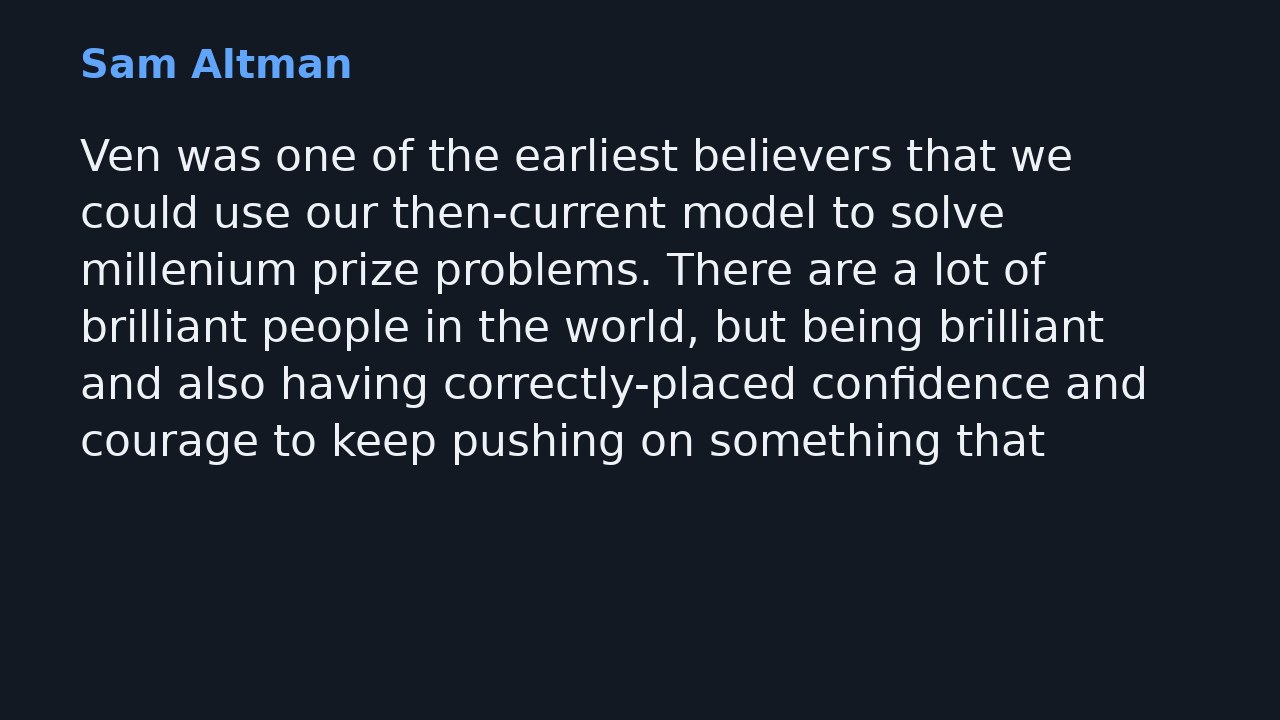 Sam Altman
Ven was one of the earliest believers that we
could use our then-current model to solve
millenium prize problems. There are a lot of
brilliant people in the world, but being brilliant
and also having correctly-placed confidence and
courage to keep pushing on something that